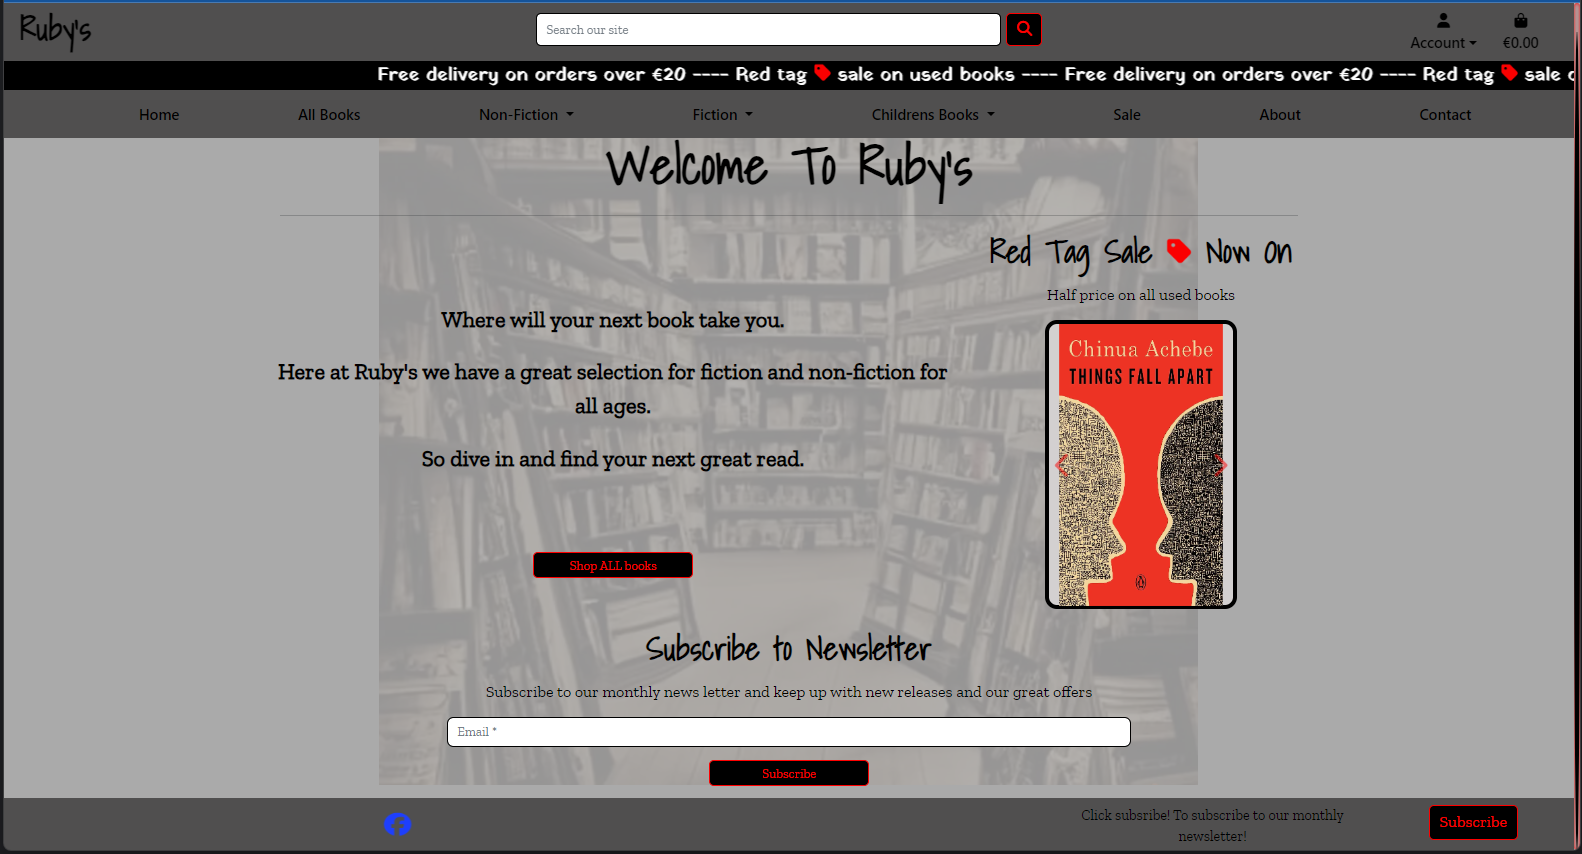 Ruby's
Search our site
Account
€0.00
Free delivery on orders over €20 ---- Red tag sale on used books ---- Free delivery on orders over €20 ---- Red tag sale
Home
All Books
Non-Fiction
Fiction
Childrens Books
Sale
About
Contact
Welcome To Ruby's
Red Tag Sale Now On
Half price on all used books
Where will your next book take you.
Here at Ruby's we have a great selection for fiction and non-fiction for
all ages.
So dive in and find your next great read.
Chinua Achebe
THINGS FALL APART
Shop ALL books
Subscribe to Newsletter
Subscribe to our monthly news letter and keep up with new releases and our great offers
Email *
Subscribe
Click subsribe! To subscribe to our monthly
newsletter!
Subscribe